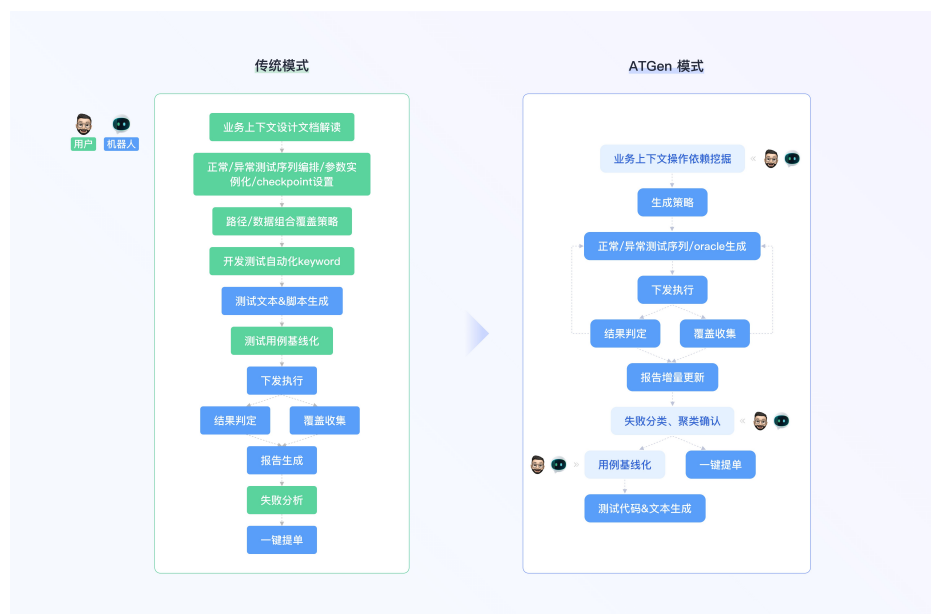 传统模式
用户
机器人
业务上下文设计文档解读
正常/异常测试序列编排/参数实
例化/checkpoint设置
路径/数据组合覆盖策略
开发测试自动化keyword
测试文本&脚本生成
测试用例基线化
下发执行
结果判定
覆盖收集
报告生成
失败分析
一键提单
ATGen 模式
业务上下文操作依赖挖掘
生成策略
正常/异常测试序列/oracle生成
下发执行
结果判定
覆盖收集
报告增量更新
失败分类、聚类确认
用例基线化
一键提单
测试代码&文本生成